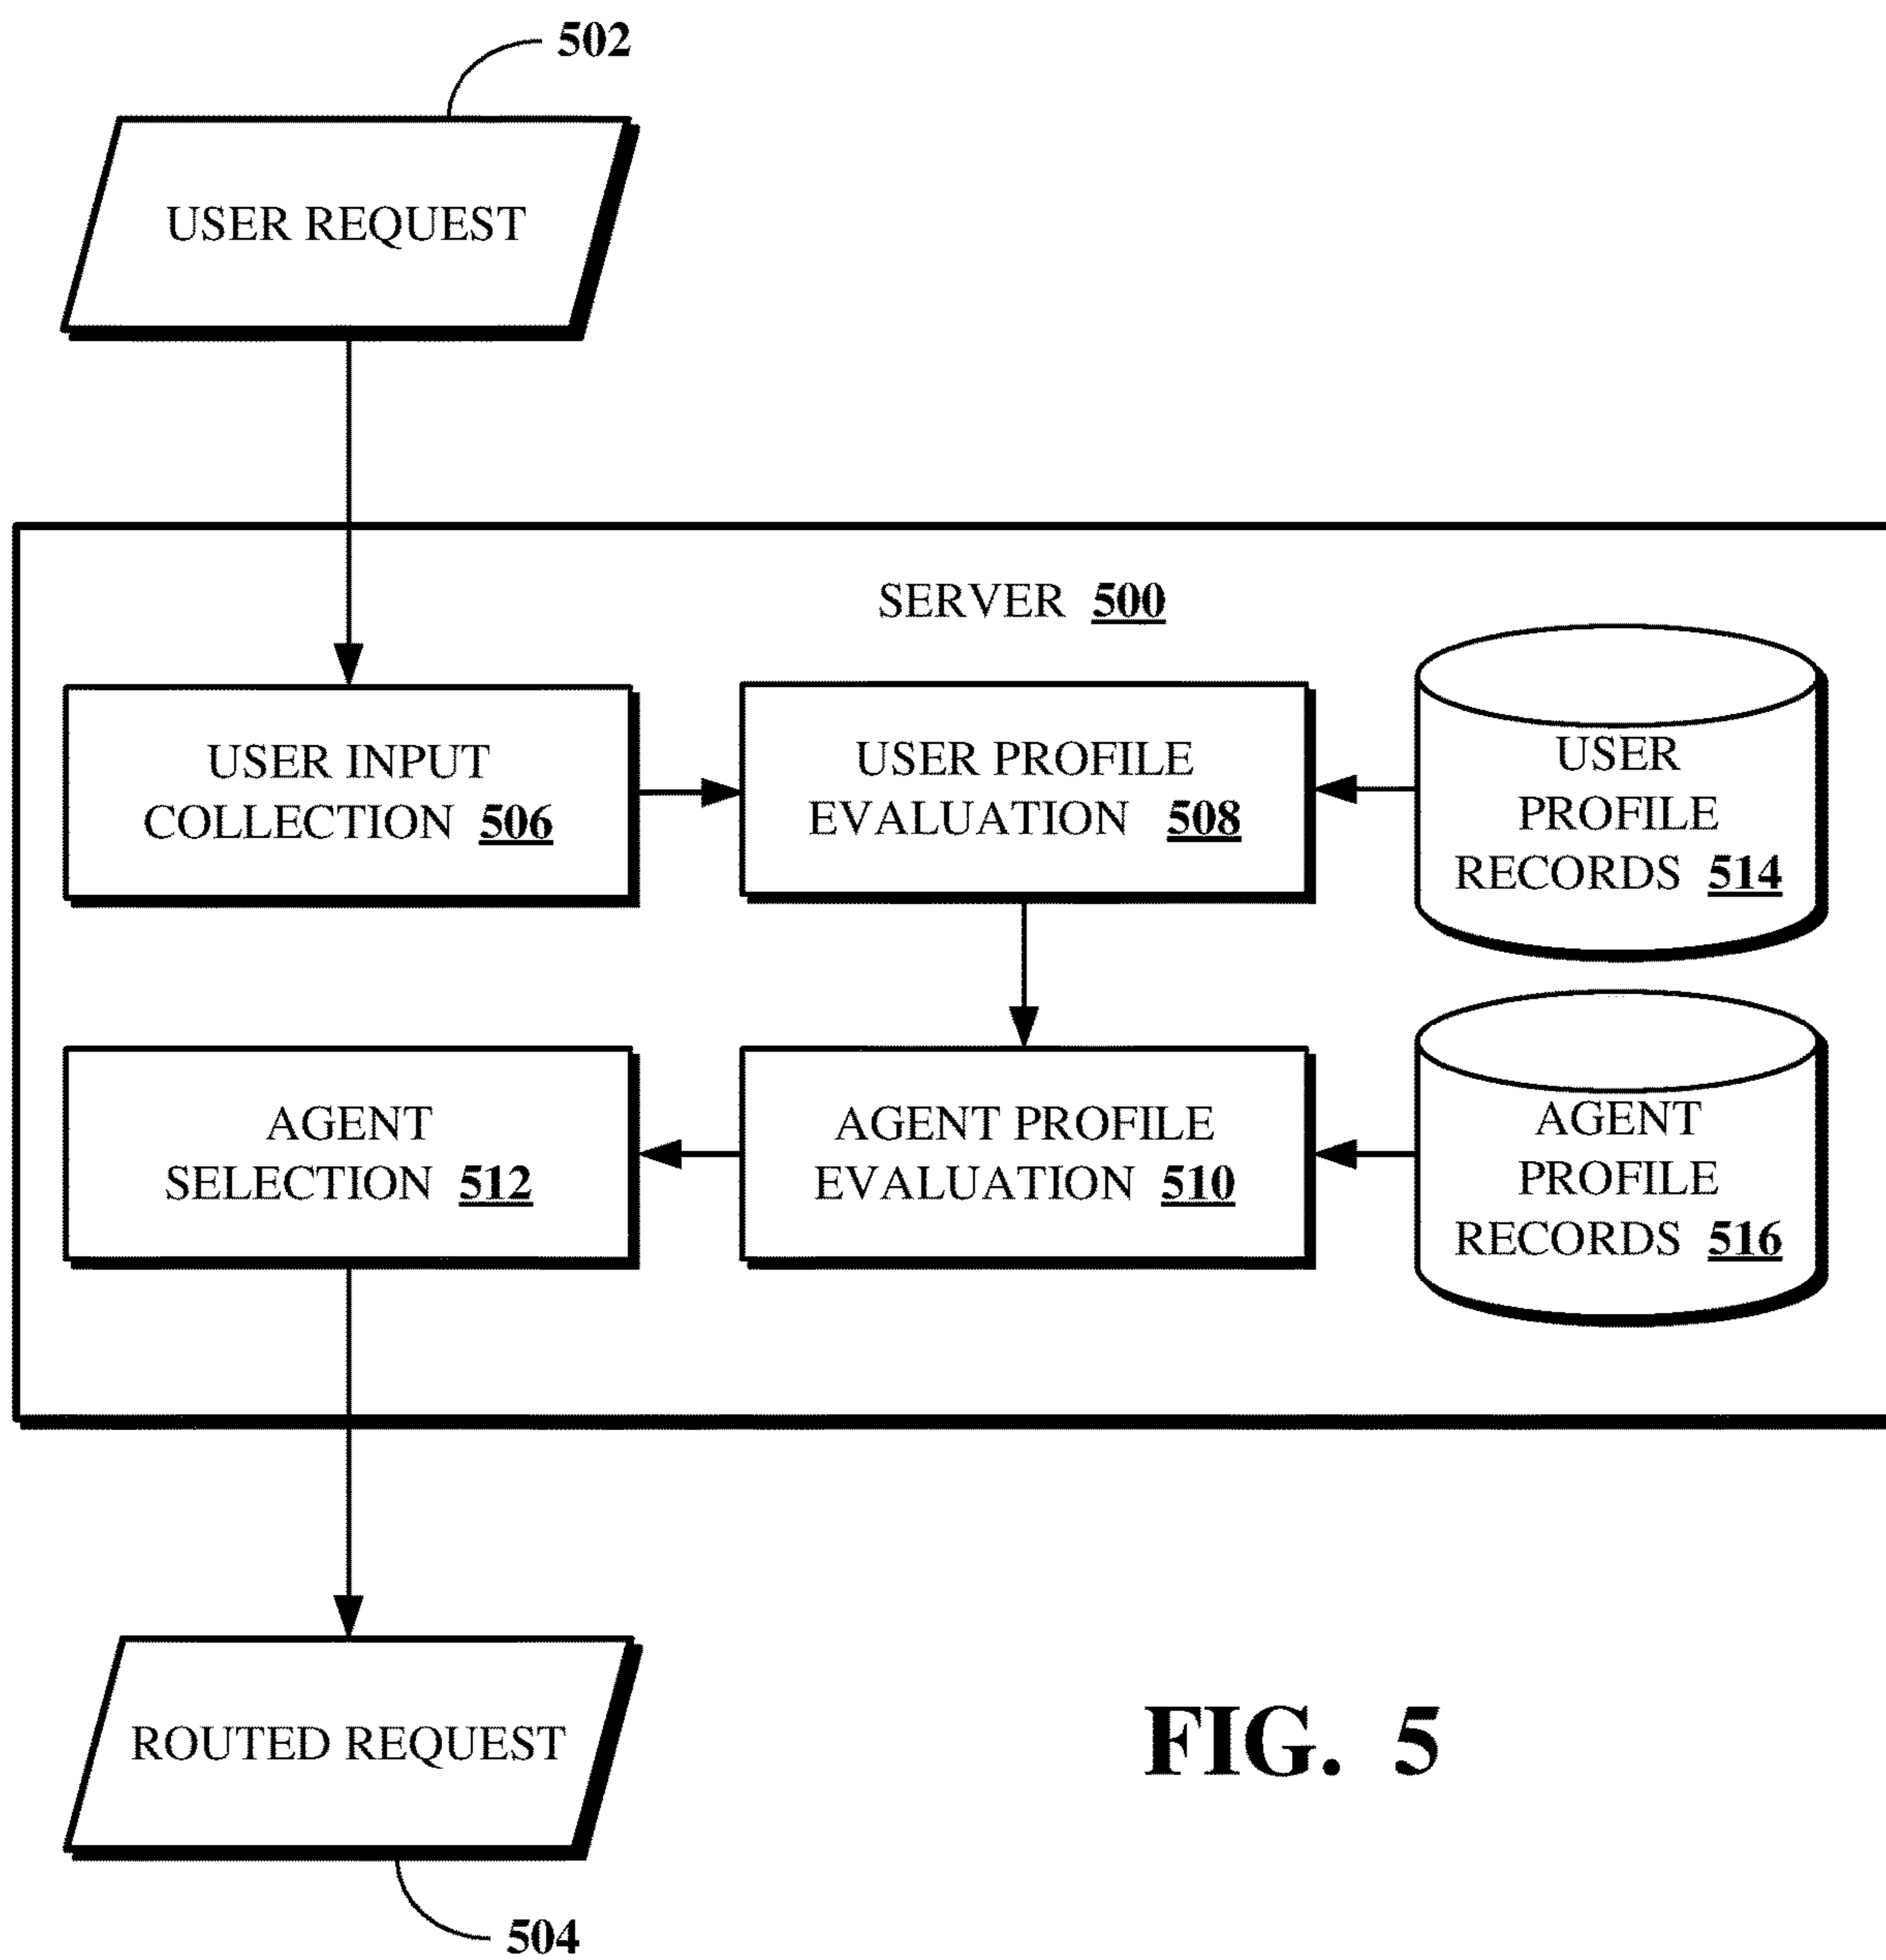 502
USER REQUEST
SERVER 500
USER INPUT
COLLECTION 506
USER PROFILE
EVALUATION 508
USER
PROFILE
RECORDS 514
AGENT
SELECTION 512
AGENT PROFILE
EVALUATION 510
AGENT
PROFILE
RECORDS 516
ROUTED REQUEST
504
FIG. 5